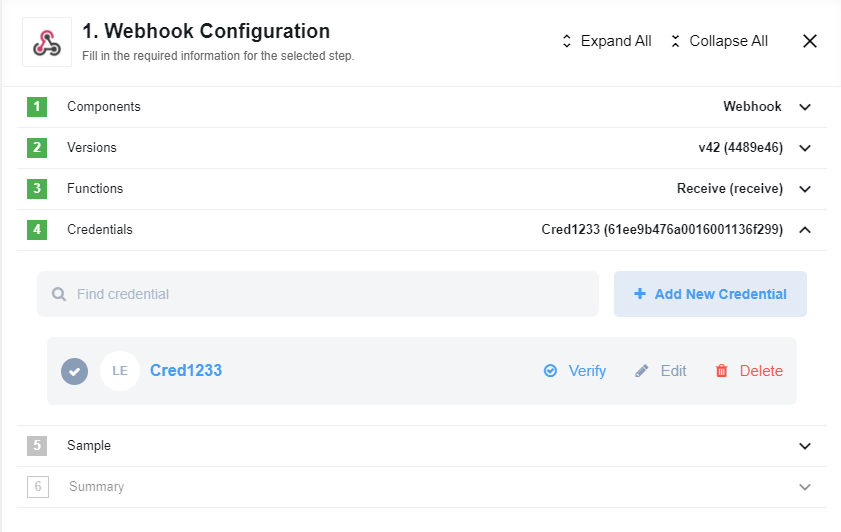 1. Webhook Configuration
Fill in the required information for the selected step.
Expand All
Collapse All
1 Components Webhook
2 Versions v42 (4489e46)
3 Functions Receive (receive)
4 Credentials Cred1233 (61ee9b476a0016001136f299)
Find credential
+ Add New Credential
LE Cred1233 Verify Edit Delete
5 Sample
6 Summary